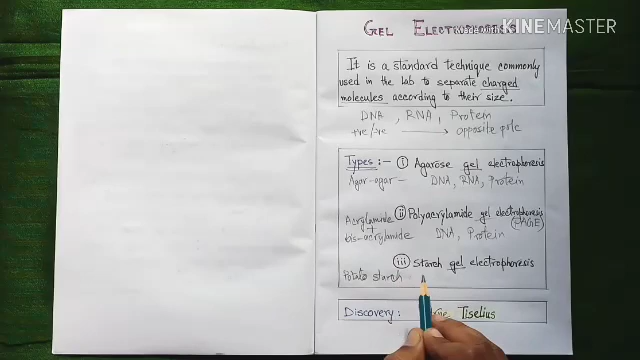 KINEMASTER
GEL ELECTROPHORESIS
It is a standard technique commonly
used in the lab to separate charged
molecules according to their size.
DNA, RNA, Protein
+ve/-ve → opposite pole
Types:- (i) Agarose gel electrophoresis
Agar-agar- DNA, RNA, Protein
Acrylamide (ii) Polyacrylamide gel electrophoresis
+ (PAGE)
bis-acrylamide DNA, Protein
(iii) Starch gel electrophoresis
Potato starch
Discovery: Tiselius